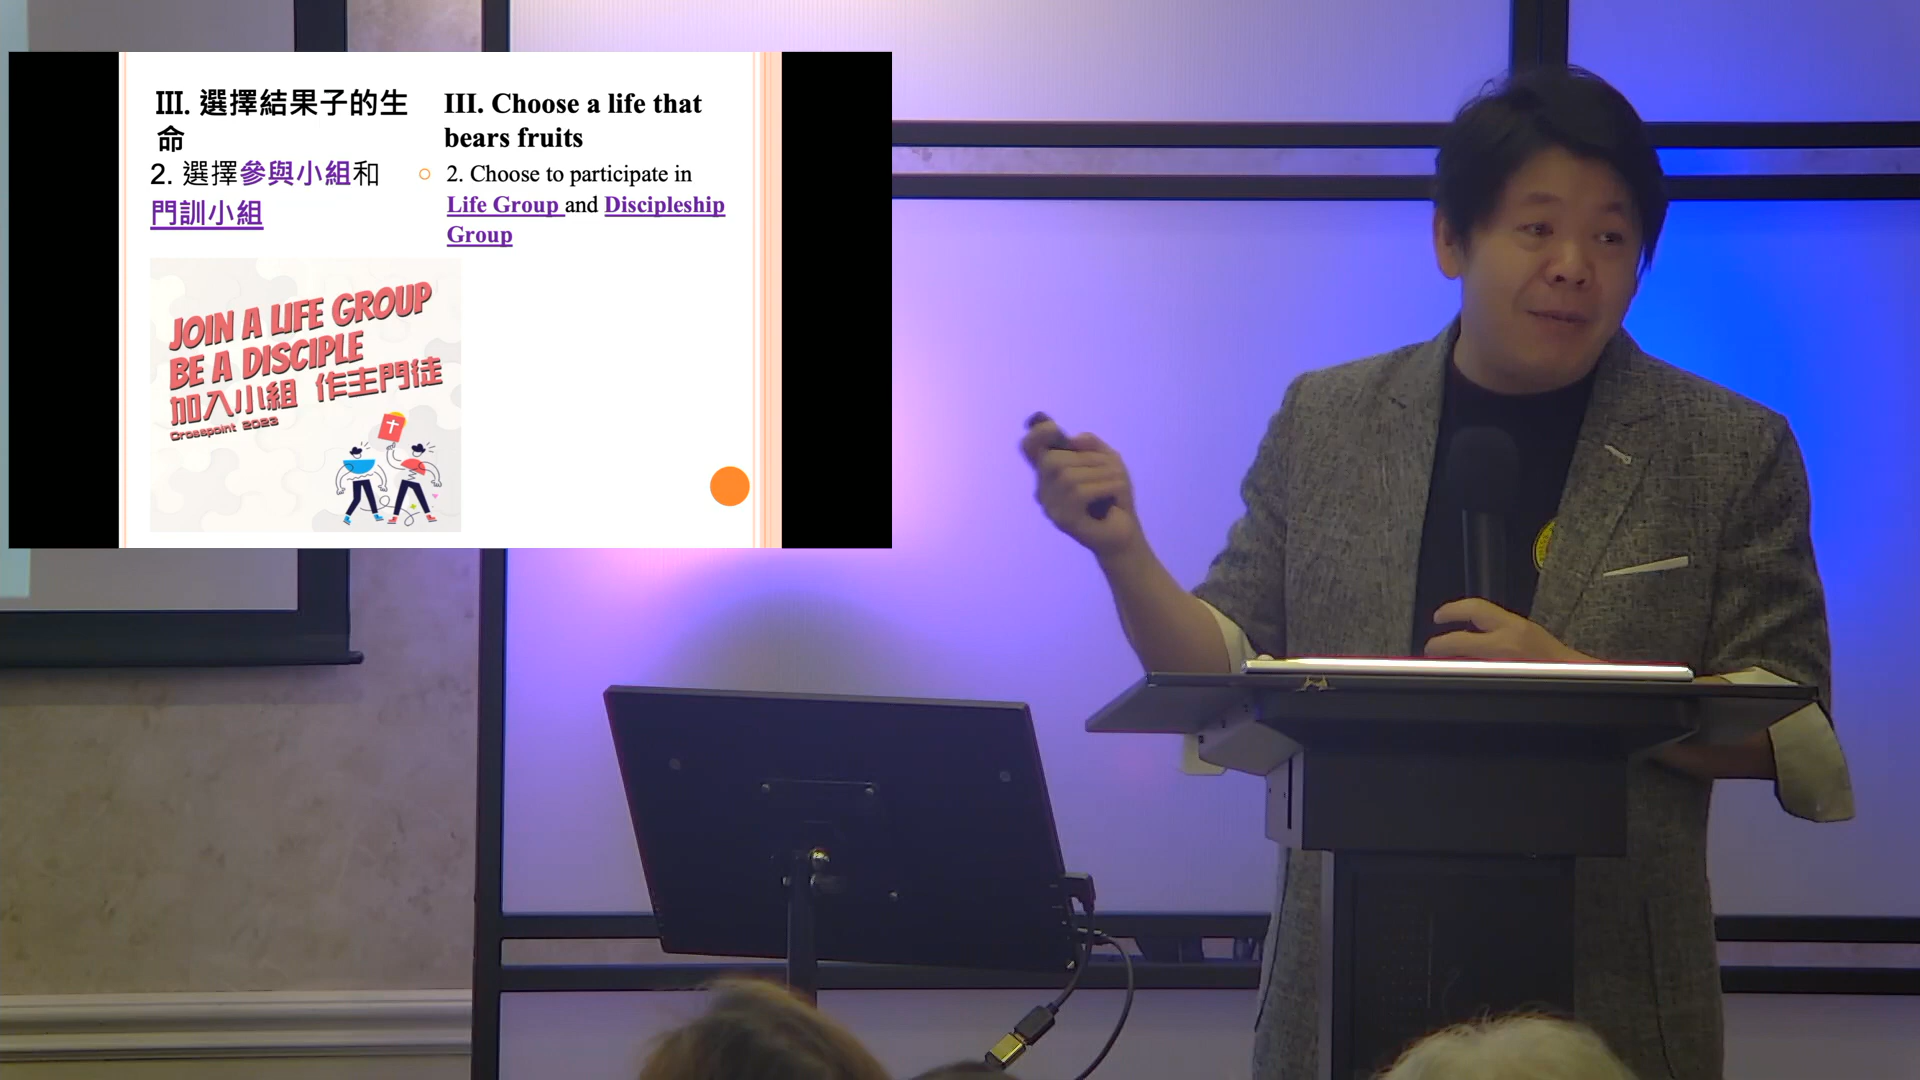 III. 選擇結果子的生
命
2. 選擇參與小組和
門訓小組
III. Choose a life that
bears fruits
2. Choose to participate in
Life Group and Discipleship
Group
JOIN A LIFE GROUP
BE A DISCIPLE
加入小組 作主門徒
Crosspoint 2023